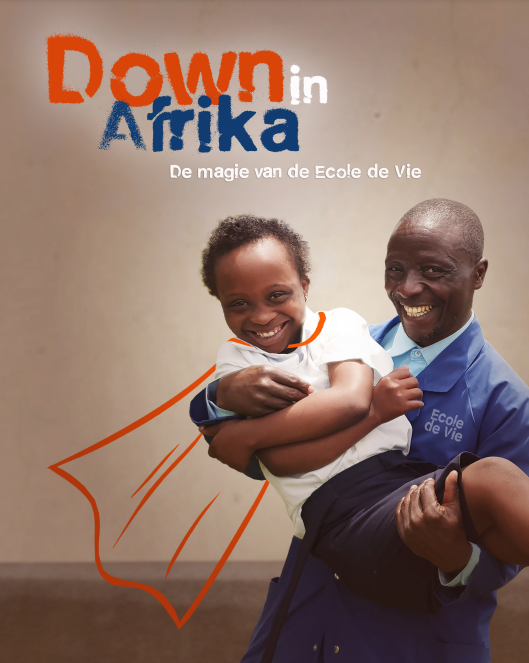 Down in
Afrika
De magie van de Ecole de Vie
Ecole
de Vie